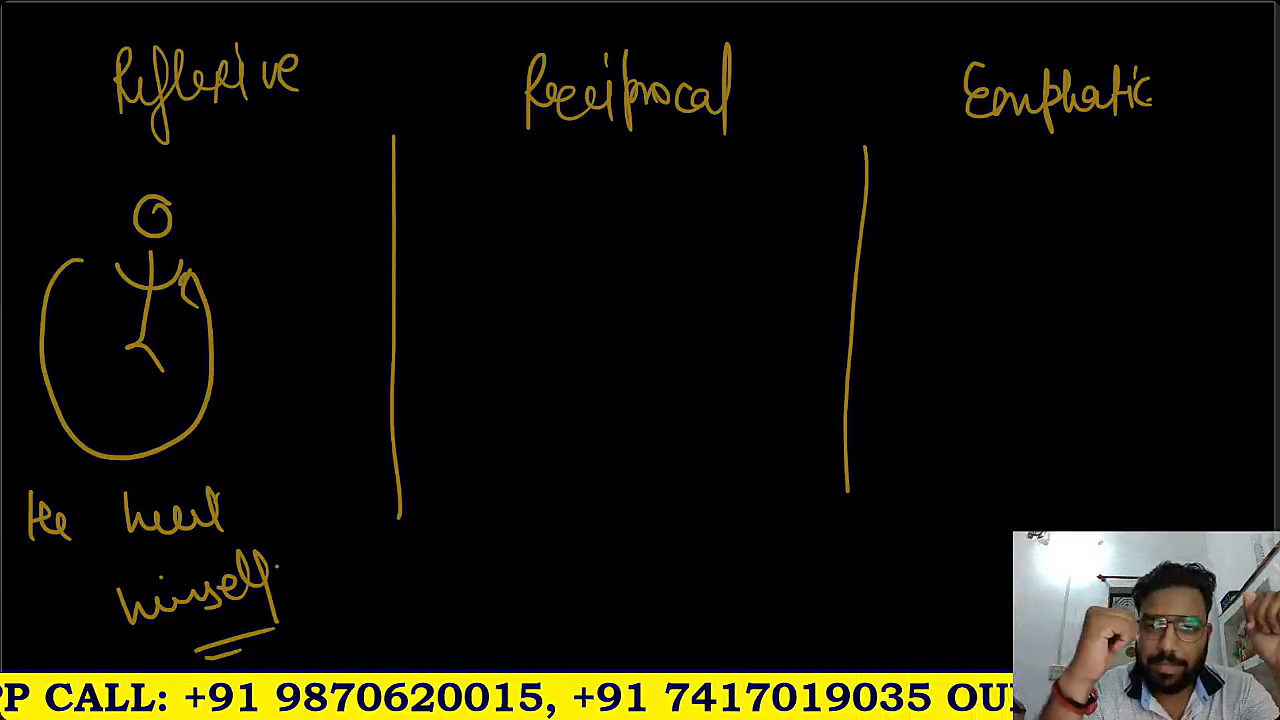 Reflexive
Reciprocal
Emphatic
He hurt
himself.
PP CALL: +91 9870620015, +91 7417019035 OU